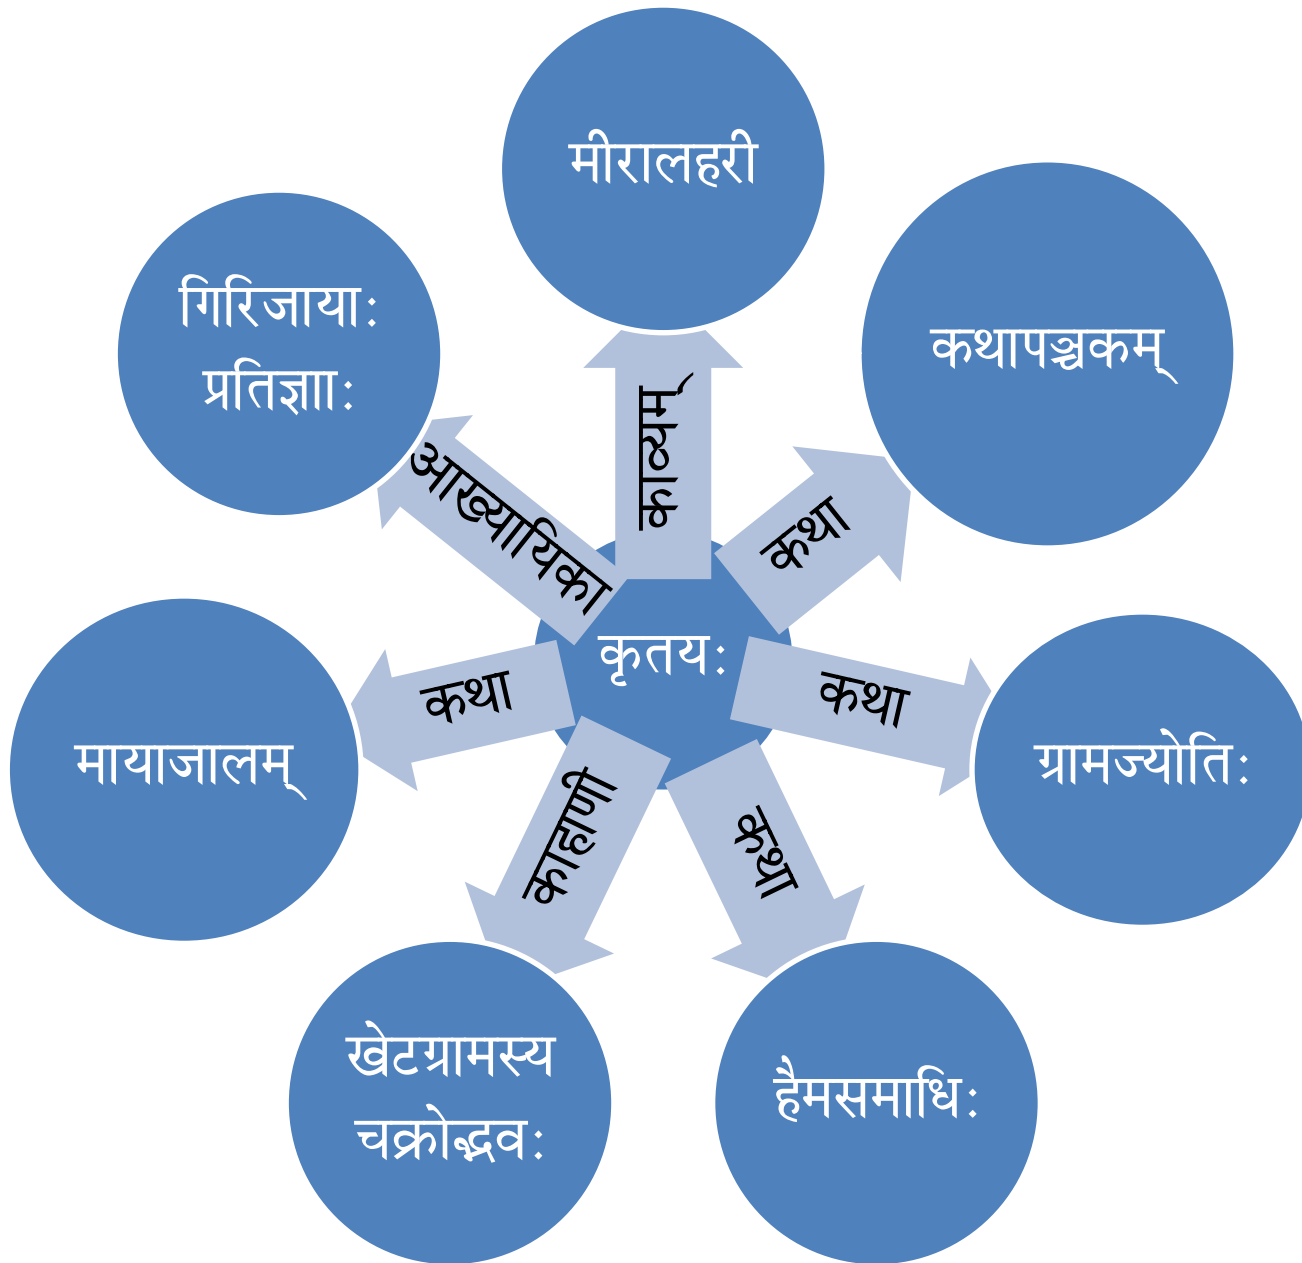 मीरालहरी
कथापञ्चकम्
ग्रामज्योतिः
हैमसमाधिः
खेटग्रामस्य
चक्रोद्भवः
मायाजालम्
गिरिजायाः
प्रतिज्ञााः
कृतयः
काव्यम्
कथा
कथा
कथा
काहाणी
कथा
आख्यायिका